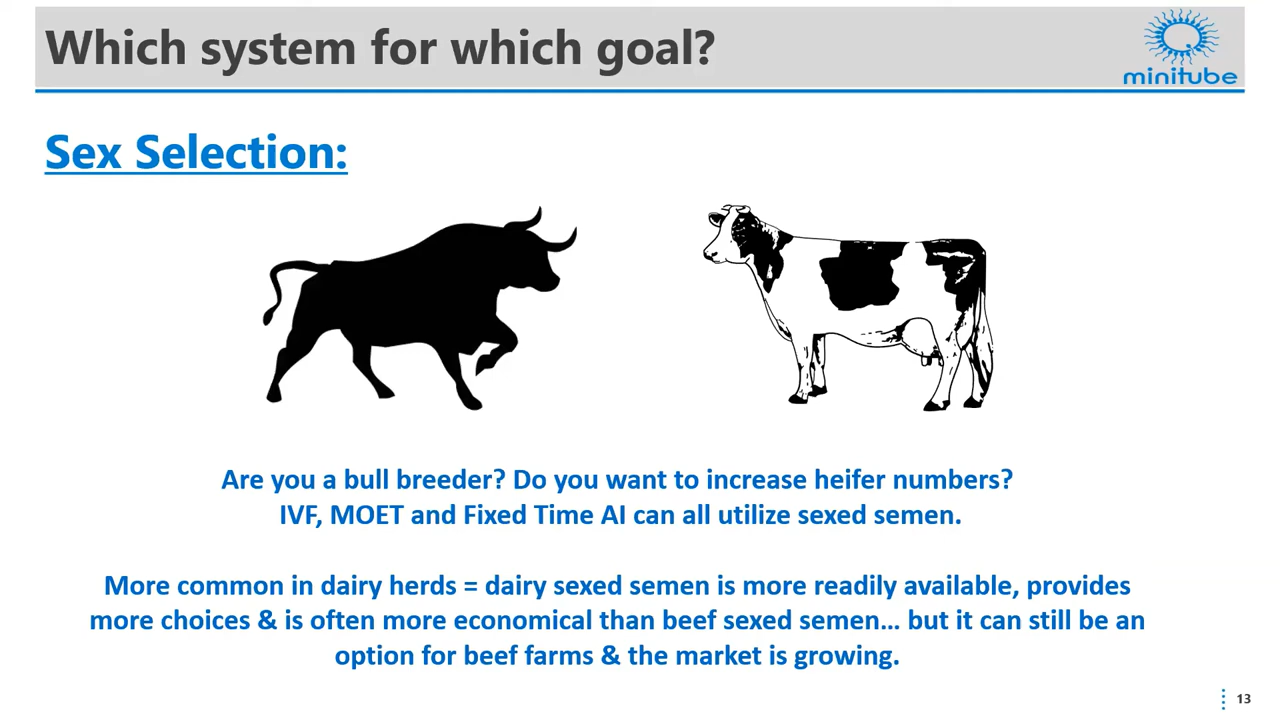 Which system for which goal?
minitube
Sex Selection:
Are you a bull breeder? Do you want to increase heifer numbers?
IVF, MOET and Fixed Time AI can all utilize sexed semen.
More common in dairy herds = dairy sexed semen is more readily available, provides
more choices & is often more economical than beef sexed semen... but it can still be an
option for beef farms & the market is growing.
13